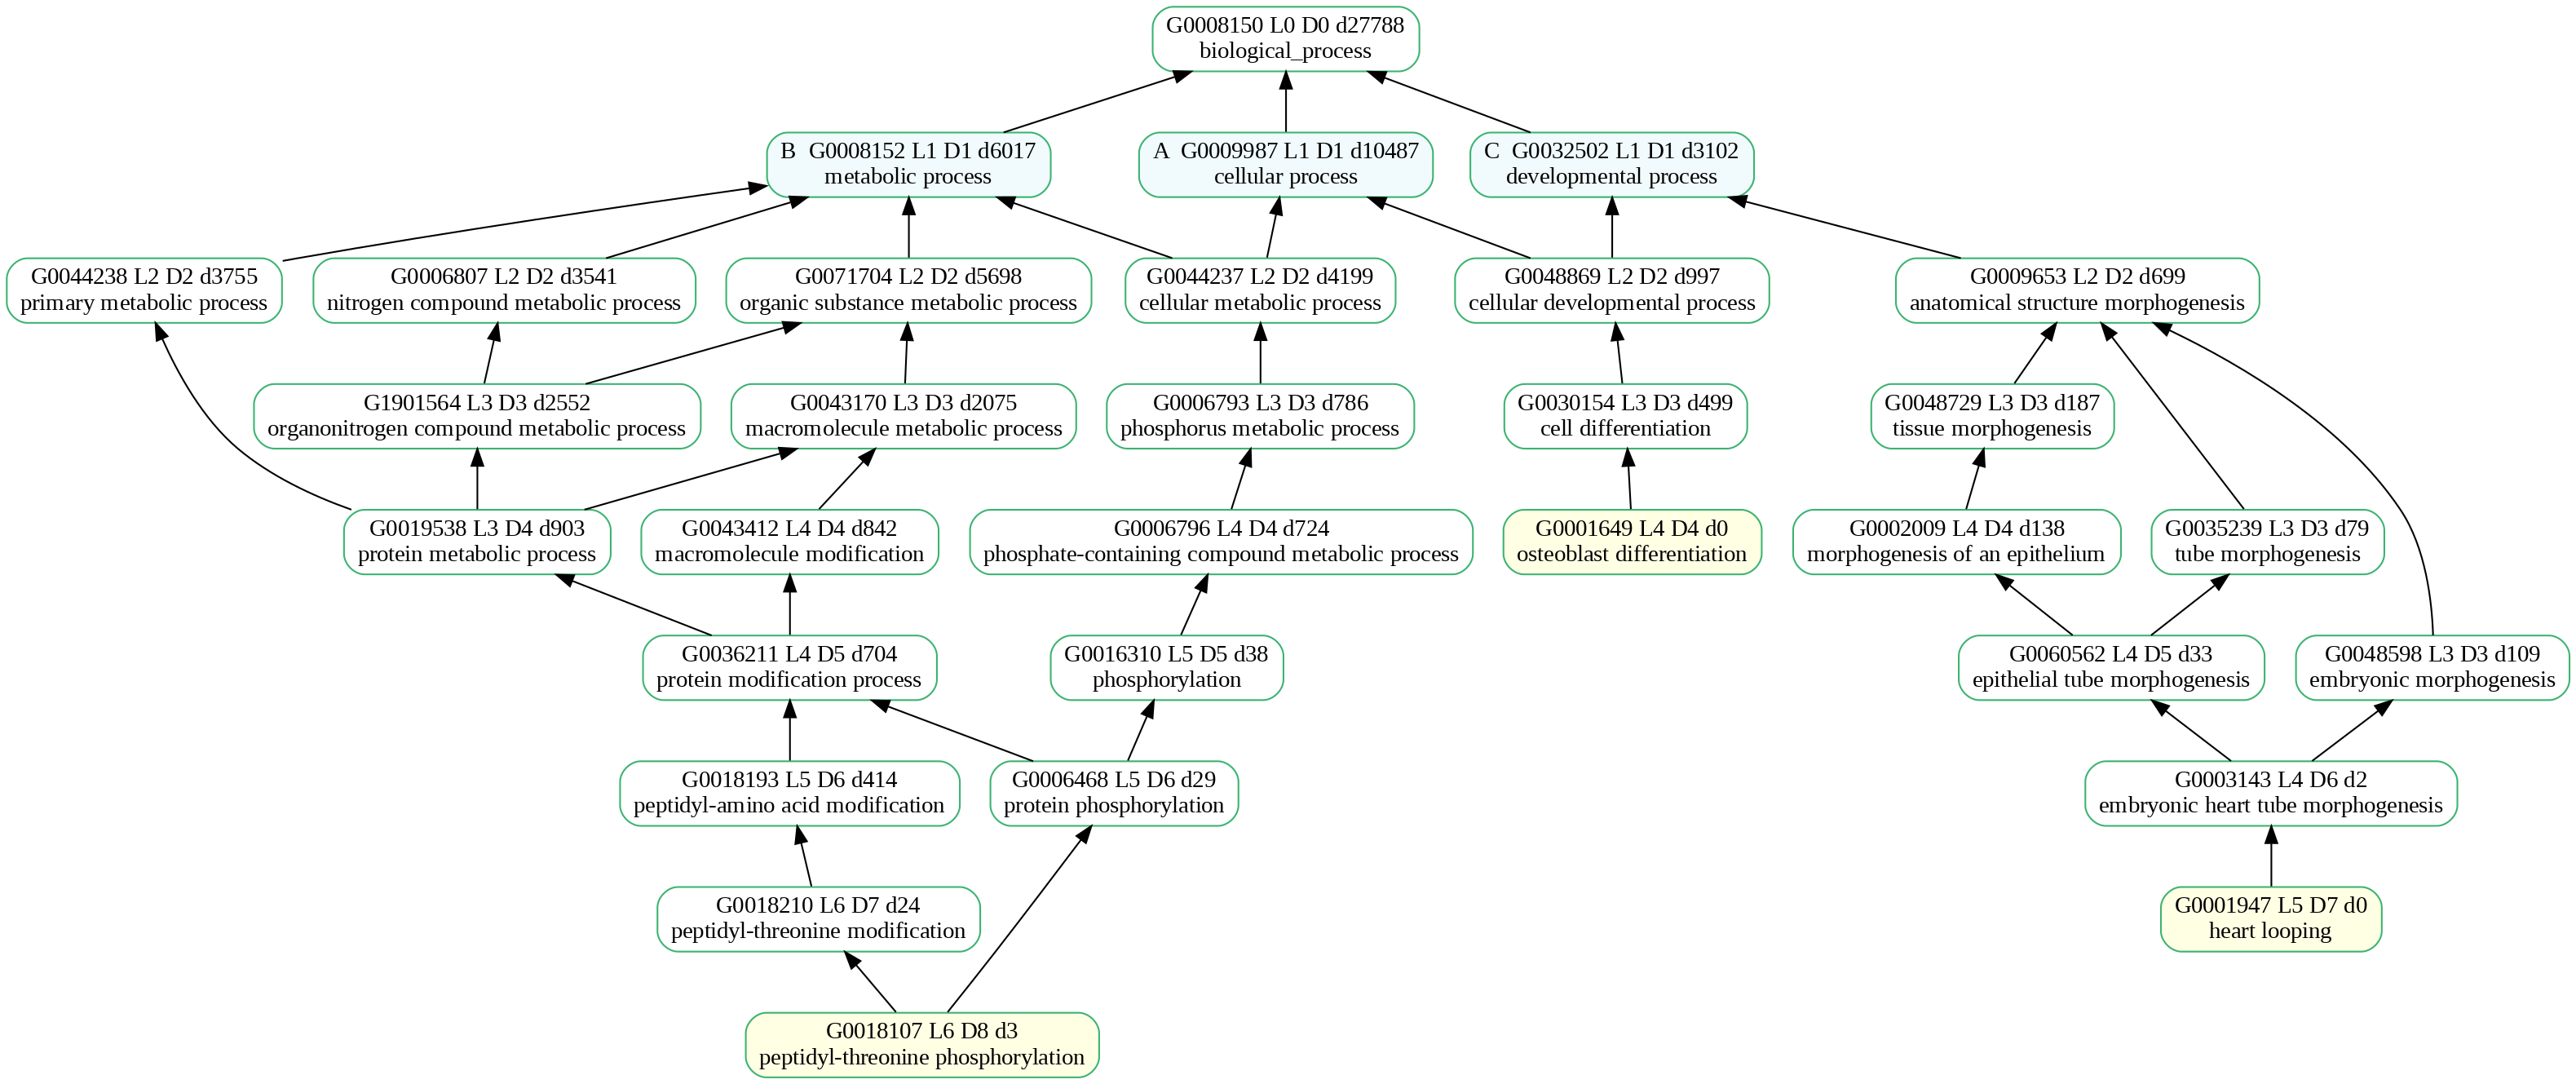 G0008150 L0 D0 d27788
biological_process
B  G0008152 L1 D1 d6017
metabolic process
A  G0009987 L1 D1 d10487
cellular process
C  G0032502 L1 D1 d3102
developmental process
G0044238 L2 D2 d3755
primary metabolic process
G0006807 L2 D2 d3541
nitrogen compound metabolic process
G0071704 L2 D2 d5698
organic substance metabolic process
G0044237 L2 D2 d4199
cellular metabolic process
G0048869 L2 D2 d997
cellular developmental process
G0009653 L2 D2 d699
anatomical structure morphogenesis
G1901564 L3 D3 d2552
organonitrogen compound metabolic process
G0043170 L3 D3 d2075
macromolecule metabolic process
G0006793 L3 D3 d786
phosphorus metabolic process
G0030154 L3 D3 d499
cell differentiation
G0048729 L3 D3 d187
tissue morphogenesis
G0019538 L3 D4 d903
protein metabolic process
G0043412 L4 D4 d842
macromolecule modification
G0006796 L4 D4 d724
phosphate-containing compound metabolic process
G0001649 L4 D4 d0
osteoblast differentiation
G0002009 L4 D4 d138
morphogenesis of an epithelium
G0035239 L3 D3 d79
tube morphogenesis
G0036211 L4 D5 d704
protein modification process
G0016310 L5 D5 d38
phosphorylation
G0060562 L4 D5 d33
epithelial tube morphogenesis
G0048598 L3 D3 d109
embryonic morphogenesis
G0018193 L5 D6 d414
peptidyl-amino acid modification
G0006468 L5 D6 d29
protein phosphorylation
G0003143 L4 D6 d2
embryonic heart tube morphogenesis
G0018210 L6 D7 d24
peptidyl-threonine modification
G0001947 L5 D7 d0
heart looping
G0018107 L6 D8 d3
peptidyl-threonine phosphorylation